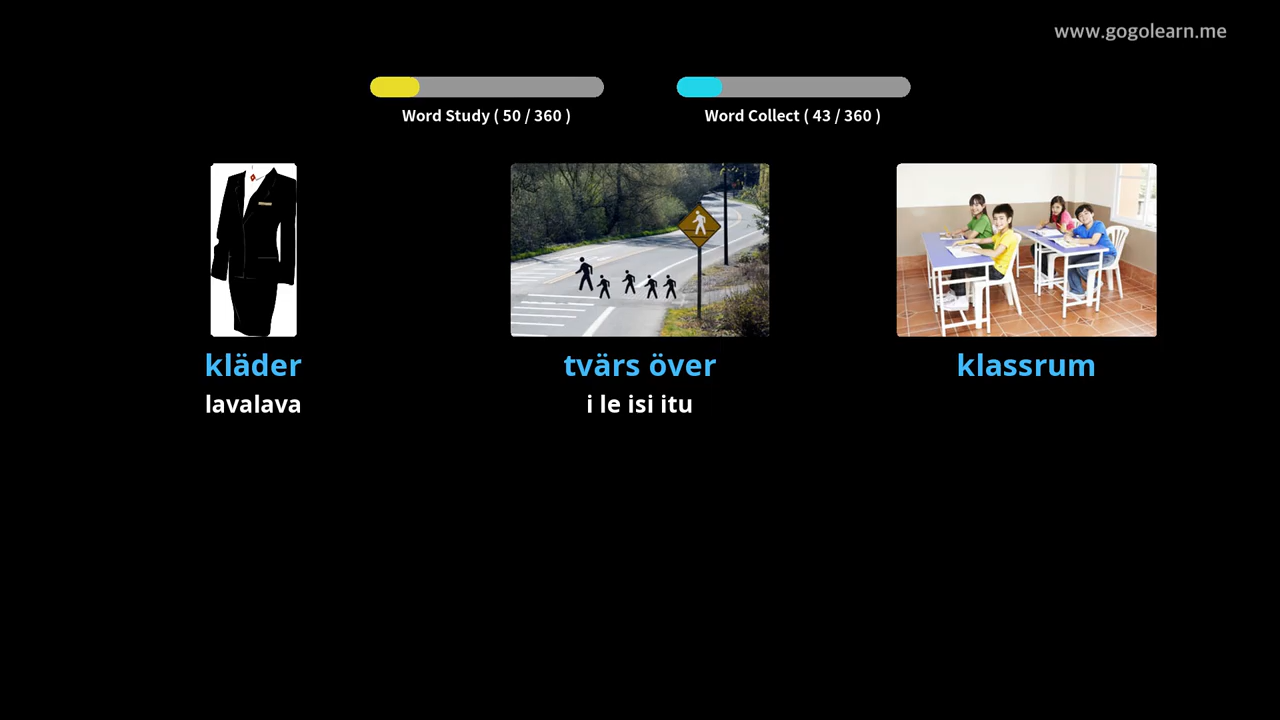 www.gogolearn.me
Word Study ( 50 / 360 )
Word Collect ( 43 / 360 )
kläder
tvärs över
klassrum
lavalava
i le isi itu